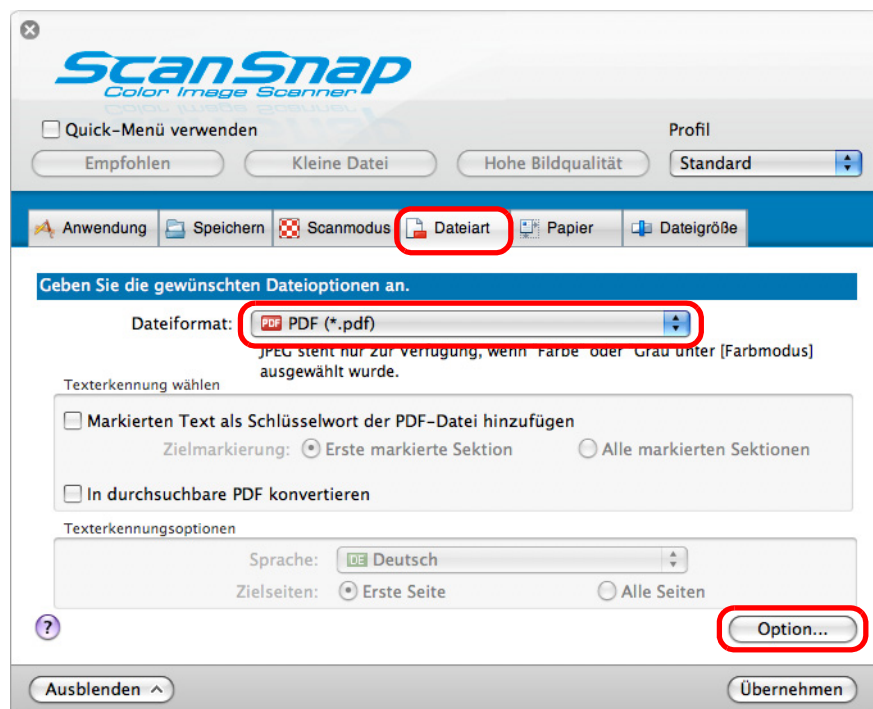 ScanSnap
Color Image Scanner
Quick-Menü verwenden
Profil
Empfohlen Kleine Datei Hohe Bildqualität Standard
Anwendung Speichern Scanmodus Dateiart Papier Dateigröße
Geben Sie die gewünschten Dateioptionen an.
Dateiformat: PDF PDF (*.pdf)
JPEG steht nur zur Verfügung, wenn "Farbe" oder "Grau" unter [Farbmodus]
ausgewählt wurde.
Texterkennung wählen
Markierten Text als Schlüsselwort der PDF-Datei hinzufügen
Zielmarkierung: Erste markierte Sektion Alle markierten Sektionen
In durchsuchbare PDF konvertieren
Texterkennungsoptionen
Sprache: DE Deutsch
Zielseiten: Erste Seite Alle Seiten
? Option...
Ausblenden Übernehmen